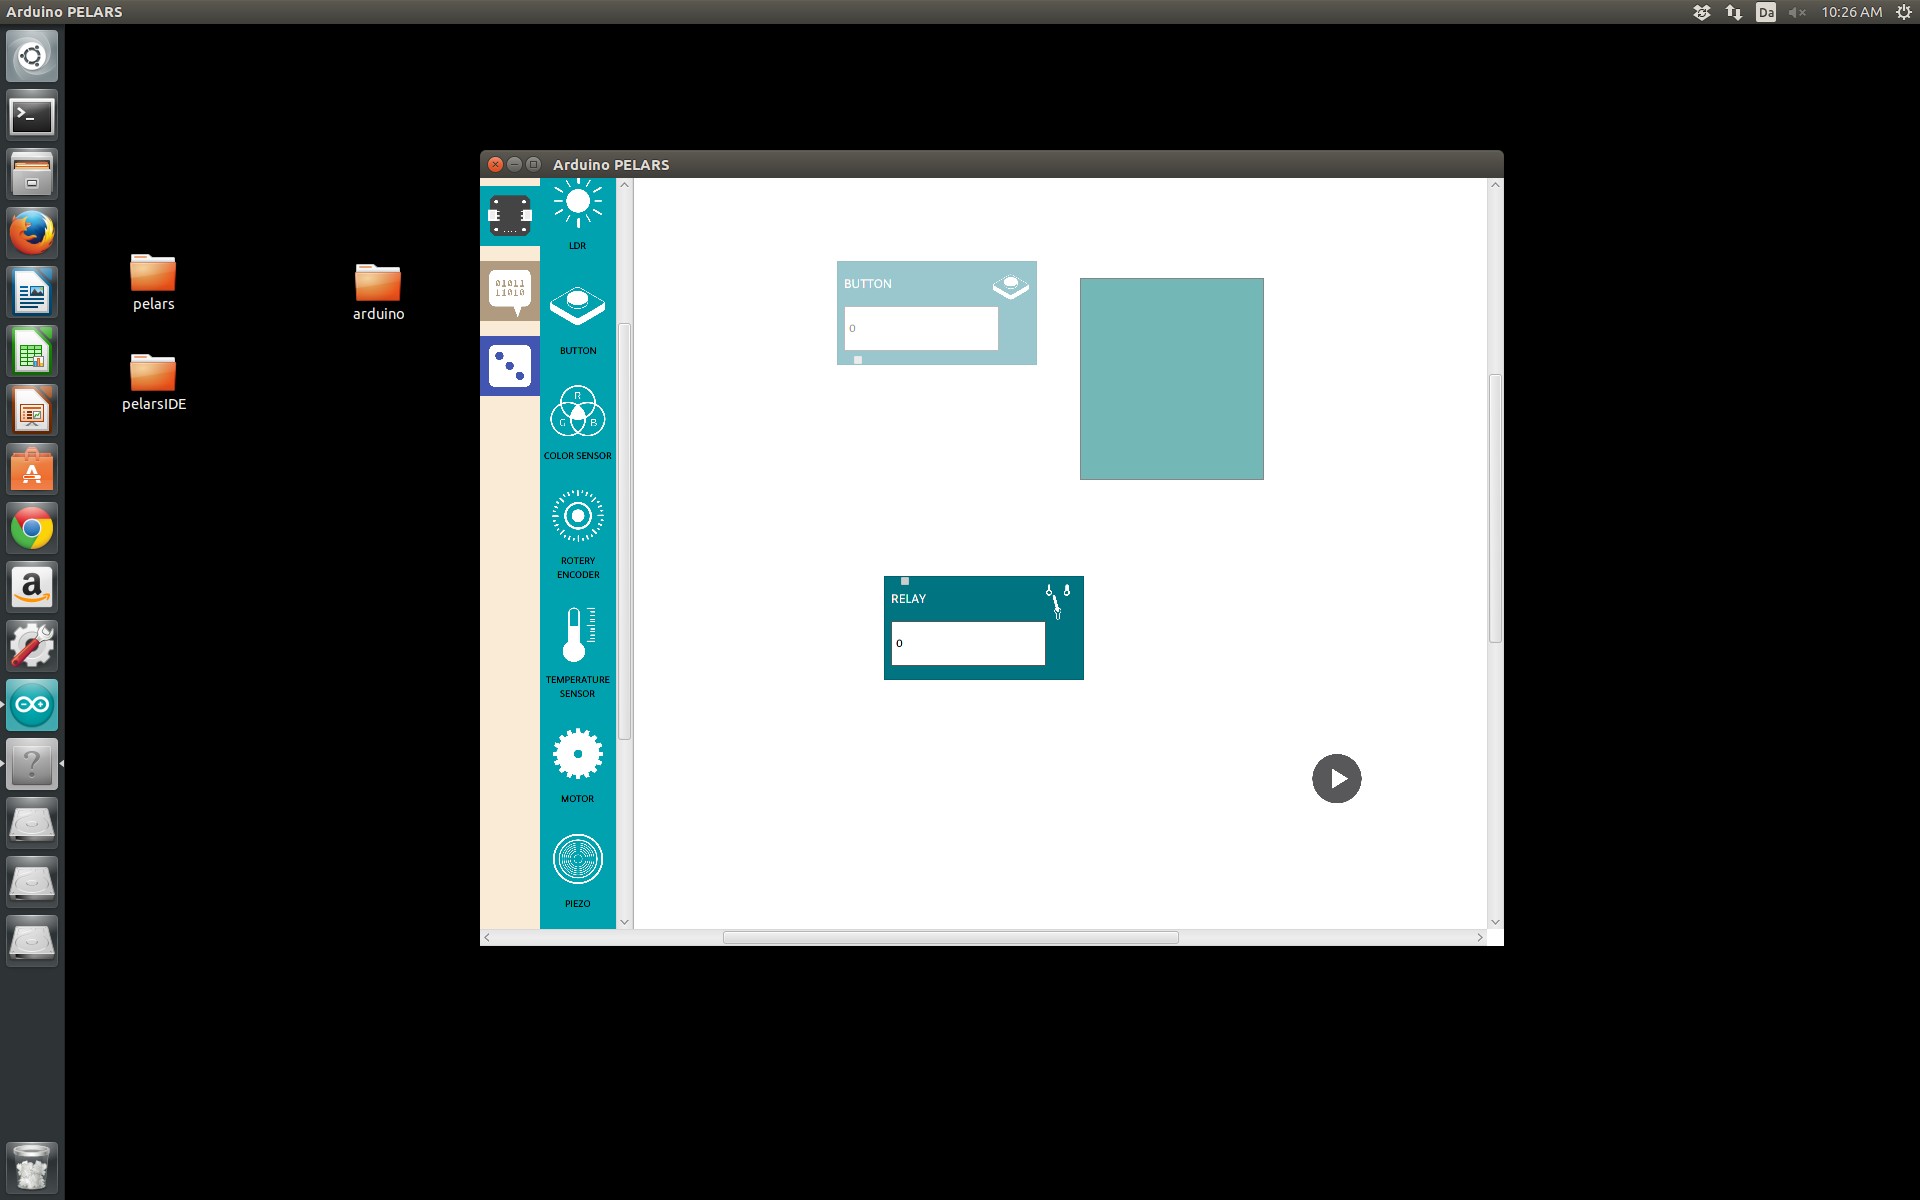 Arduino PELARS
Da
10:26 AM
Arduino PELARS
pelars
arduino
pelarsIDE
01011
11010
LDR
BUTTON
R
G B
COLOR SENSOR
ROTERY
ENCODER
TEMPERATURE
SENSOR
MOTOR
PIEZO
BUTTON
0
RELAY
0